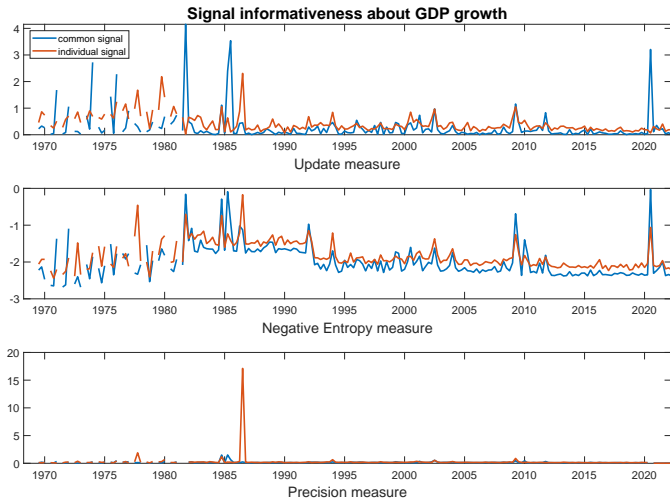 Signal informativeness about GDP growth
4
3
2
1
0
common signal
individual signal
1970 1975 1980 1985 1990 1995 2000 2005 2010 2015 2020
Update measure
0
-1
-2
-3
1970 1975 1980 1985 1990 1995 2000 2005 2010 2015 2020
Negative Entropy measure
20
15
10
5
0
1970 1975 1980 1985 1990 1995 2000 2005 2010 2015 2020
Precision measure